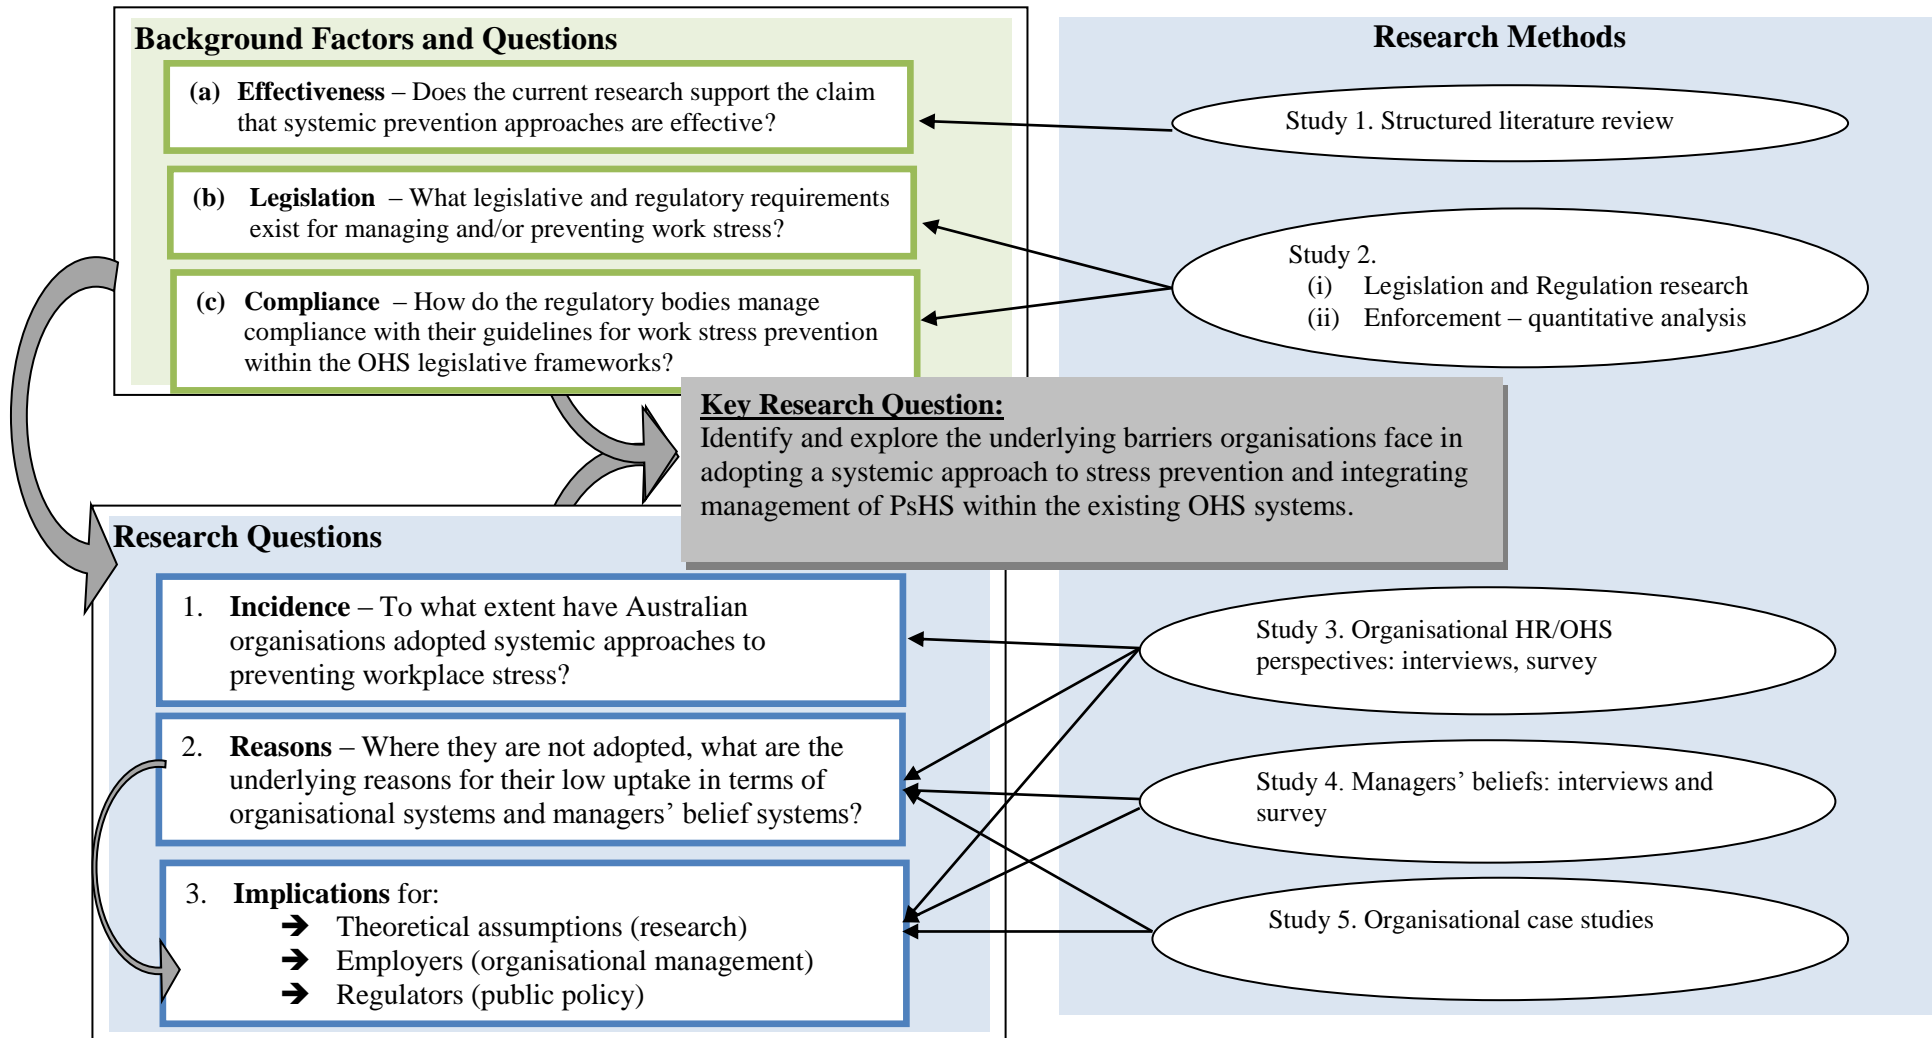 Background Factors and Questions
(a) Effectiveness – Does the current research support the claim
that systemic prevention approaches are effective?
(b) Legislation – What legislative and regulatory requirements
exist for managing and/or preventing work stress?
(c) Compliance – How do the regulatory bodies manage
compliance with their guidelines for work stress prevention
within the OHS legislative frameworks?
Research Methods
Study 1. Structured literature review
Study 2.
(i) Legislation and Regulation research
(ii) Enforcement – quantitative analysis
Key Research Question:
Identify and explore the underlying barriers organisations face in
adopting a systemic approach to stress prevention and integrating
management of PsHS within the existing OHS systems.
Research Questions
1. Incidence – To what extent have Australian
organisations adopted systemic approaches to
preventing workplace stress?
2. Reasons – Where they are not adopted, what are the
underlying reasons for their low uptake in terms of
organisational systems and managers’ belief systems?
3. Implications for:
➔ Theoretical assumptions (research)
➔ Employers (organisational management)
➔ Regulators (public policy)
Study 3. Organisational HR/OHS
perspectives: interviews, survey
Study 4. Managers’ beliefs: interviews and
survey
Study 5. Organisational case studies